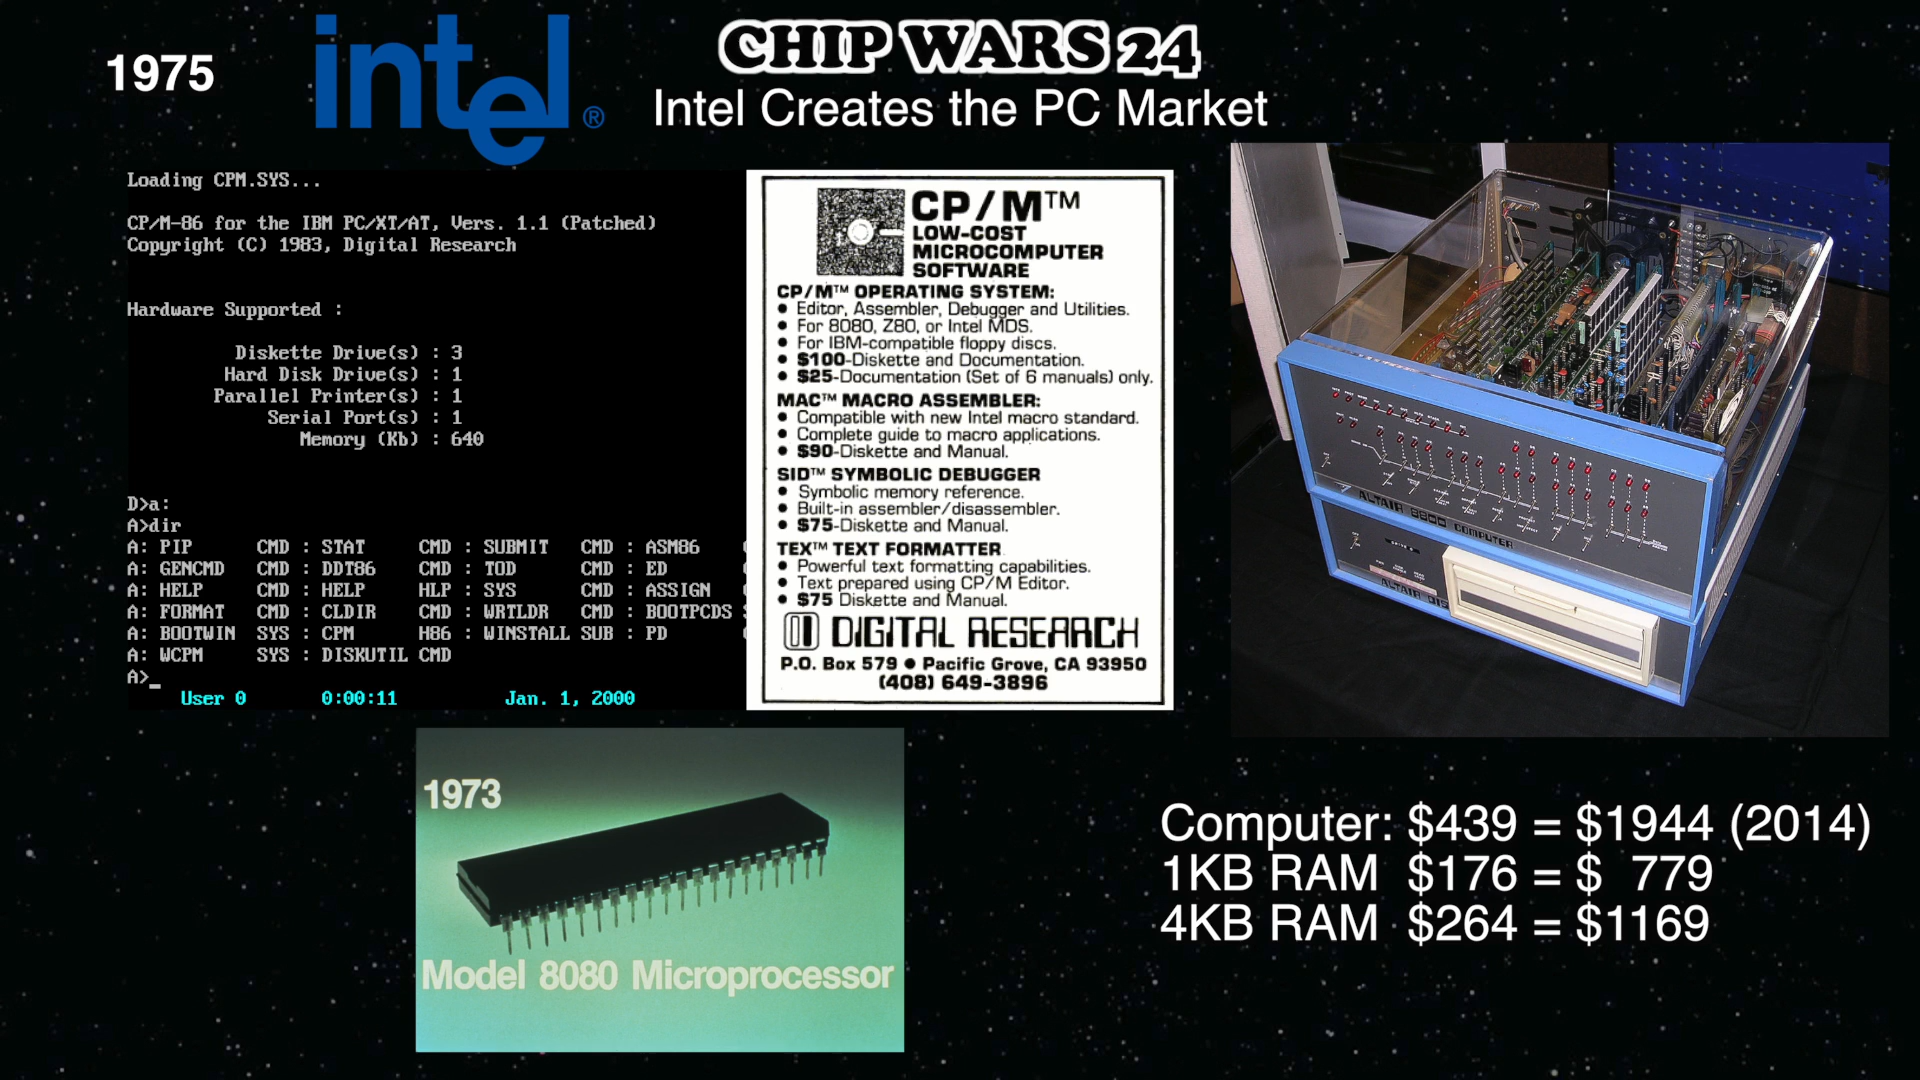 1975
intel®
CHIP WARS 24
Intel Creates the PC Market
Loading CPM.SYS...
CP/M-86 for the IBM PC/XT/AT, Vers. 1.1 (Patched)
Copyright (C) 1983, Digital Research
Hardware Supported :
Diskette Drive(s) : 3
Hard Disk Drive(s) : 1
Parallel Printer(s) : 1
Serial Port(s) : 1
Memory (Kb) : 640
D>a:
A>dir
A: PIP CMD : STAT CMD : SUBMIT CMD : ASM86
A: GENCMD CMD : DDT86 CMD : TOD CMD : ED
A: HELP CMD : HELP HLP : SYS CMD : ASSIGN
A: FORMAT CMD : CLDIR CMD : WRTLDR CMD : BOOTPCDS
A: BOOTWIN SYS : CPM H86 : WINSTALL SUB : PD
A: WCPM SYS : DISKUTIL CMD
A>_
User 0 0:00:11 Jan. 1, 2000
CP/M™
LOW-COST
MICROCOMPUTER
SOFTWARE
CP/M™ OPERATING SYSTEM:
• Editor, Assembler, Debugger and Utilities.
• For 8080, Z80, or Intel MDS.
• For IBM-compatible floppy discs.
• $100-Diskette and Documentation.
• $25-Documentation (Set of 6 manuals) only.
MAC™ MACRO ASSEMBLER:
• Compatible with new Intel macro standard.
• Complete guide to macro applications.
• $90-Diskette and Manual.
SID™ SYMBOLIC DEBUGGER
• Symbolic memory reference.
• Built-in assembler/disassembler.
• $75-Diskette and Manual.
TEX™ TEXT FORMATTER
• Powerful text formatting capabilities.
• Text prepared using CP/M Editor.
• $75 Diskette and Manual.
DIGITAL RESEARCH
P.O. Box 579 • Pacific Grove, CA 93950
(408) 649-3896
ALTAIR 8800 COMPUTER
ALTAIR
1973
Model 8080 Microprocessor
Computer: $439 = $1944 (2014)
1KB RAM $176 = $ 779
4KB RAM $264 = $1169